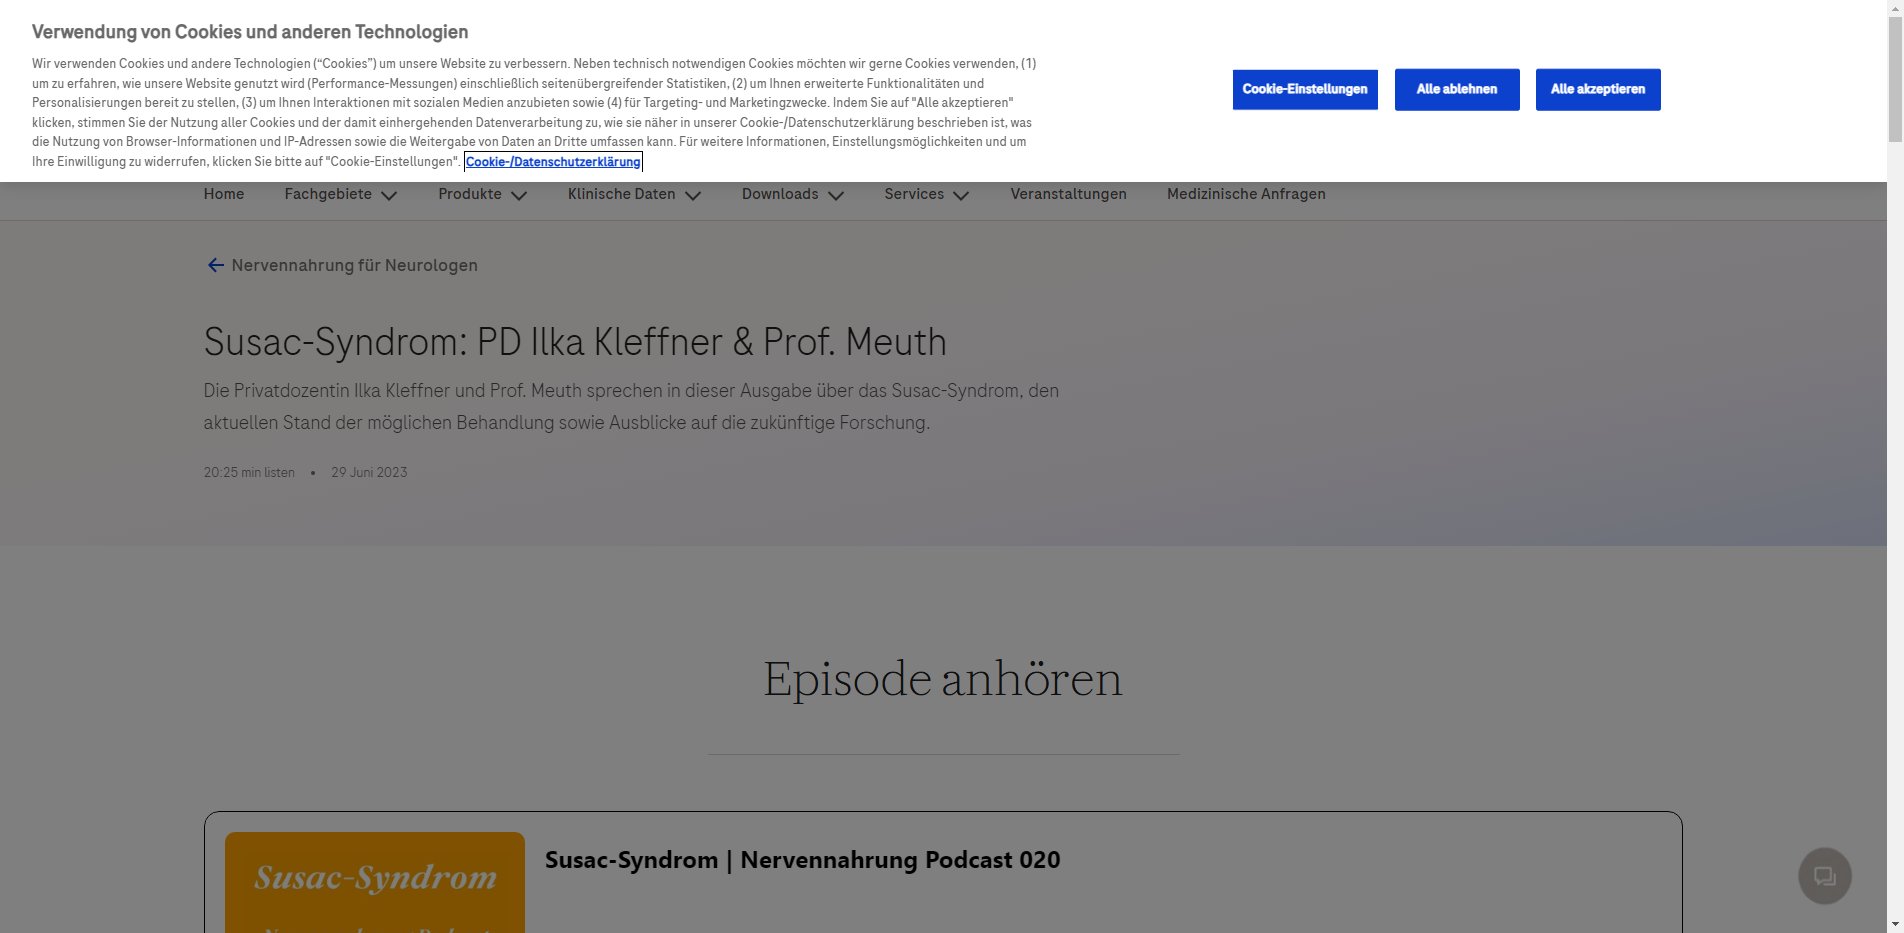 Verwendung von Cookies und anderen Technologien
Wir verwenden Cookies und andere Technologien (“Cookies”) um unsere Website zu verbessern. Neben technisch notwendigen Cookies möchten wir gerne Cookies verwenden, (1)
um zu erfahren, wie unsere Website genutzt wird (Performance-Messungen) einschließlich seitenübergreifender Statistiken, (2) um Ihnen erweiterte Funktionalitäten und
Personalisierungen bereit zu stellen, (3) um Ihnen Interaktionen mit sozialen Medien anzubieten sowie (4) für Targeting- und Marketingzwecke. Indem Sie auf "Alle akzeptieren"
klicken, stimmen Sie der Nutzung aller Cookies und der damit einhergehenden Datenverarbeitung zu, wie sie näher in unserer Cookie-/Datenschutzerklärung beschrieben ist, was
die Nutzung von Browser-Informationen und IP-Adressen sowie die Weitergabe von Daten an Dritte umfassen kann. Für weitere Informationen, Einstellungsmöglichkeiten und um
Ihre Einwilligung zu widerrufen, klicken Sie bitte auf "Cookie-Einstellungen". Cookie-/Datenschutzerklärung
Cookie-Einstellungen Alle ablehnen Alle akzeptieren
Home Fachgebiete Produkte Klinische Daten Downloads Services Veranstaltungen Medizinische Anfragen
Nervennahrung für Neurologen
Susac-Syndrom: PD Ilka Kleffner & Prof. Meuth
Die Privatdozentin Ilka Kleffner und Prof. Meuth sprechen in dieser Ausgabe über das Susac-Syndrom, den
aktuellen Stand der möglichen Behandlung sowie Ausblicke auf die zukünftige Forschung.
20:25 min listen • 29 Juni 2023
Episode anhören
Susac-Syndrom
Susac-Syndrom | Nervennahrung Podcast 020